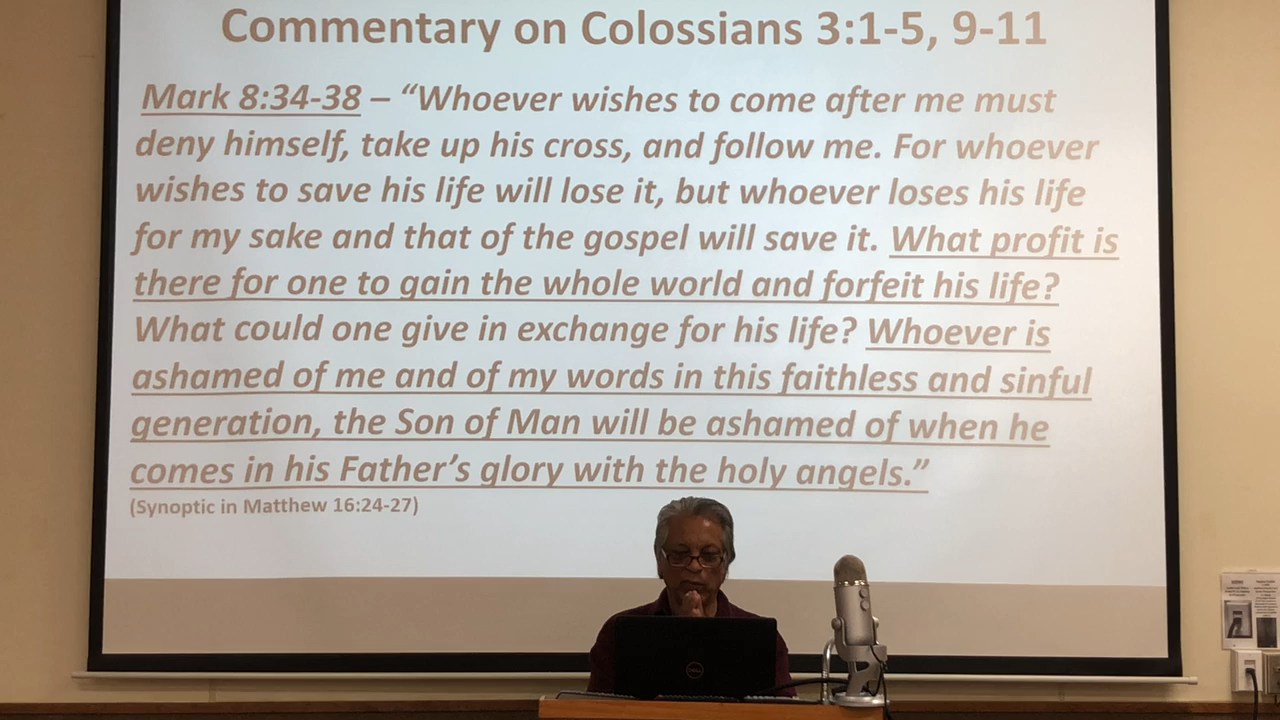 Commentary on Colossians 3:1-5, 9-11
Mark 8:34-38 – “Whoever wishes to come after me must
deny himself, take up his cross, and follow me. For whoever
wishes to save his life will lose it, but whoever loses his life
for my sake and that of the gospel will save it. What profit is
there for one to gain the whole world and forfeit his life?
What could one give in exchange for his life? Whoever is
ashamed of me and of my words in this faithless and sinful
generation, the Son of Man will be ashamed of when he
comes in his Father’s glory with the holy angels.”
(Synoptic in Matthew 16:24-27)
DELL